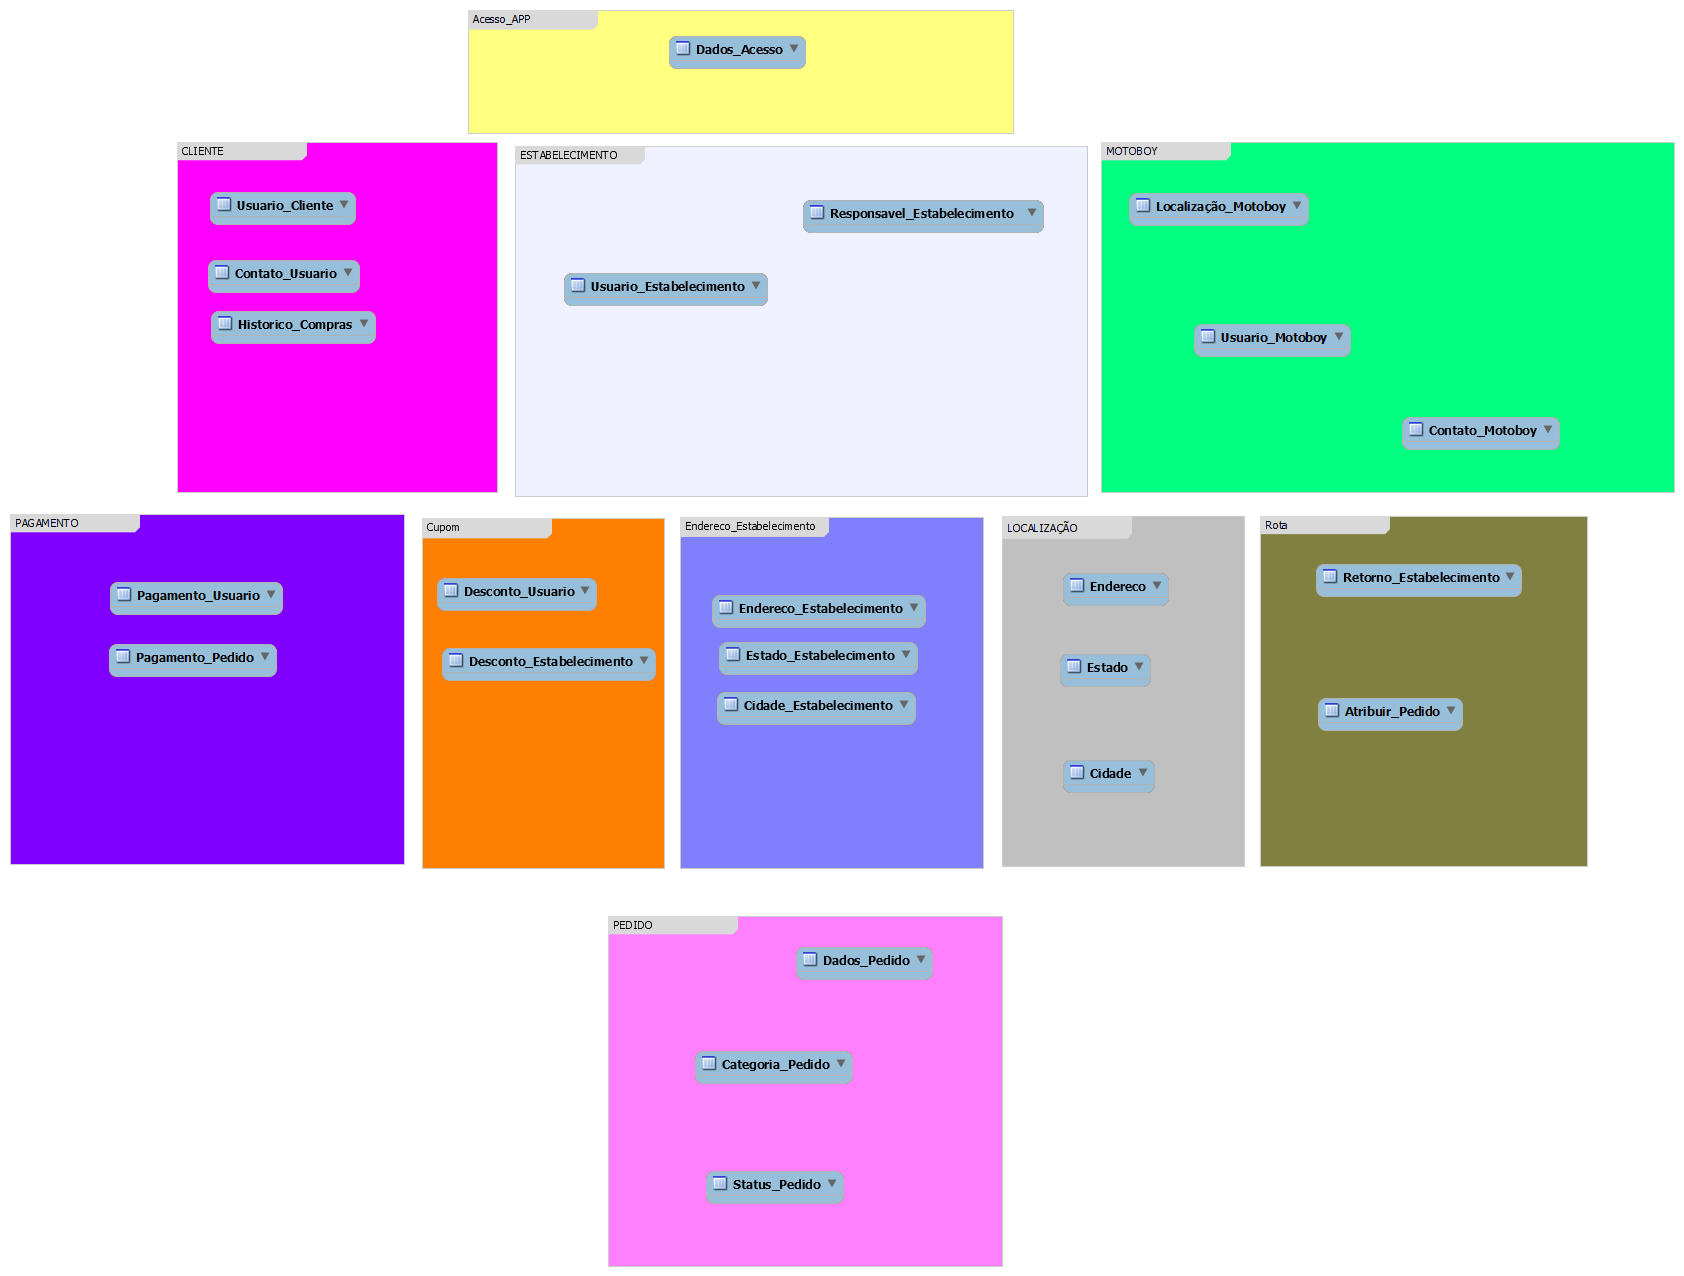 Acesso_APP
Dados_Acesso
CLIENTE
Usuario_Cliente
Contato_Usuario
Historico_Compras
ESTABELECIMENTO
Responsavel_Estabelecimento
Usuario_Estabelecimento
MOTOBOY
Localização_Motoboy
Usuario_Motoboy
Contato_Motoboy
PAGAMENTO
Pagamento_Usuario
Pagamento_Pedido
Cupom
Desconto_Usuario
Desconto_Estabelecimento
Endereco_Estabelecimento
Endereco_Estabelecimento
Estado_Estabelecimento
Cidade_Estabelecimento
LOCALIZAÇÃO
Endereco
Estado
Cidade
Rota
Retorno_Estabelecimento
Atribuir_Pedido
PEDIDO
Dados_Pedido
Categoria_Pedido
Status_Pedido